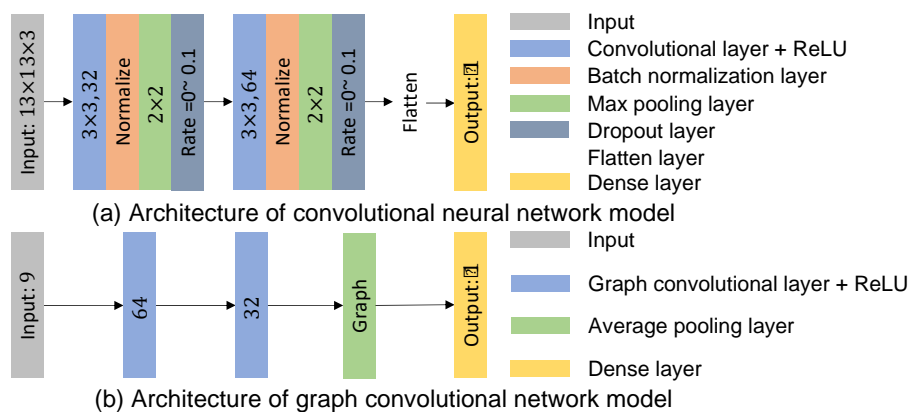 Input: 13×13×3
3×3, 32
Normalize
2×2
Rate =0~ 0.1
3×3, 64
Normalize
2×2
Rate =0~ 0.1
Flatten
Output: 1
Input
Convolutional layer + ReLU
Batch normalization layer
Max pooling layer
Dropout layer
Flatten layer
Dense layer
(a) Architecture of convolutional neural network model
Input: 9
64
32
Graph
Output: 1
Input
Graph convolutional layer + ReLU
Average pooling layer
Dense layer
(b) Architecture of graph convolutional network model